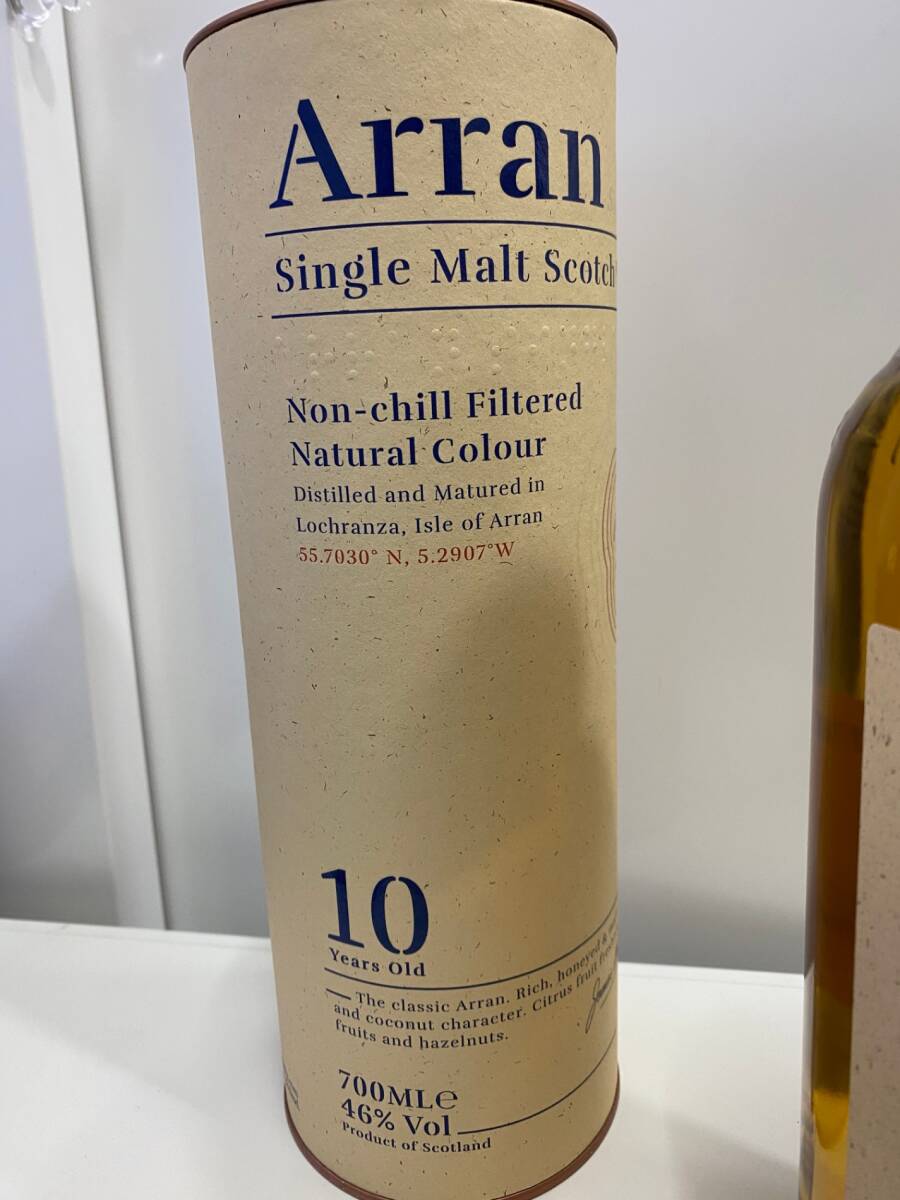 Arran
Single Malt Scotch
Non-chill Filtered
Natural Colour
Distilled and Matured in
Lochranza, Isle of Arran
55.7030° N, 5.2907°W
10
Years Old
The classic Arran. Rich, honeyed &
and coconut character. Citrus fruit
fruits and hazelnuts.
700ML℮
46% Vol
Product of Scotland